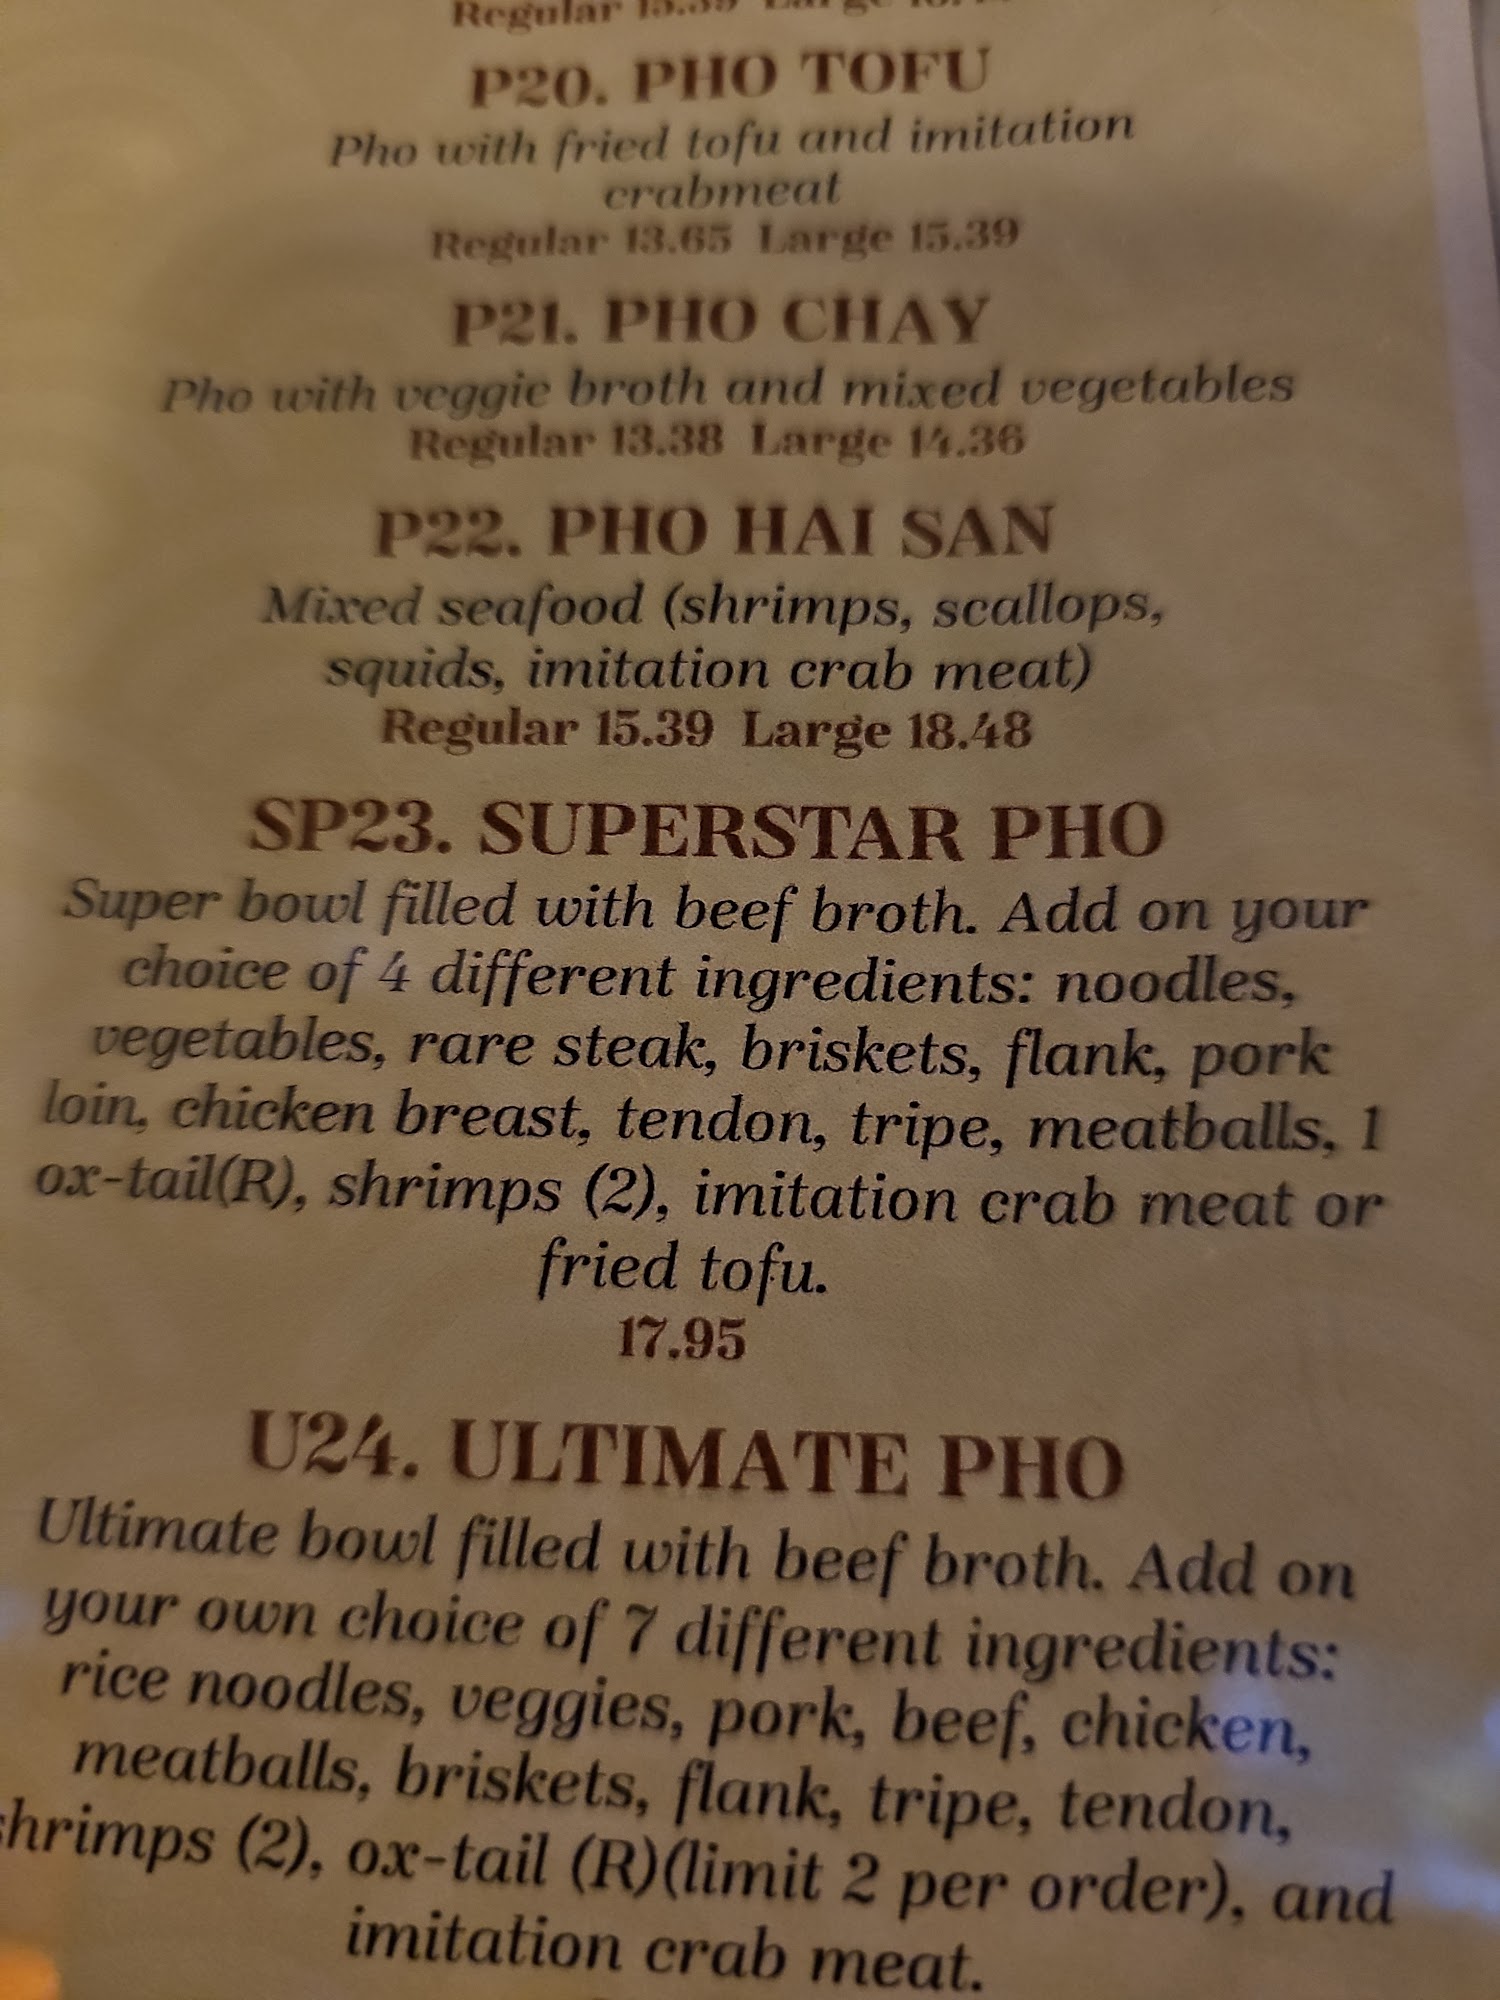 Regular 15.39 Large
P20. PHO TOFU
Pho with fried tofu and imitation
crabmeat
Regular 13.65 Large 15.39
P21. PHO CHAY
Pho with veggie broth and mixed vegetables
Regular 13.38 Large 14.36
P22. PHO HAI SAN
Mixed seafood (shrimps, scallops,
squids, imitation crab meat)
Regular 15.39 Large 18.48
SP23. SUPERSTAR PHO
Super bowl filled with beef broth. Add on your
choice of 4 different ingredients: noodles,
vegetables, rare steak, briskets, flank, pork
loin, chicken breast, tendon, tripe, meatballs, 1
ox-tail(R), shrimps (2), imitation crab meat or
fried tofu.
17.95
U24. ULTIMATE PHO
Ultimate bowl filled with beef broth. Add on
your own choice of 7 different ingredients:
rice noodles, veggies, pork, beef, chicken,
meatballs, briskets, flank, tripe, tendon,
shrimps (2), ox-tail (R)(limit 2 per order), and
imitation crab meat.